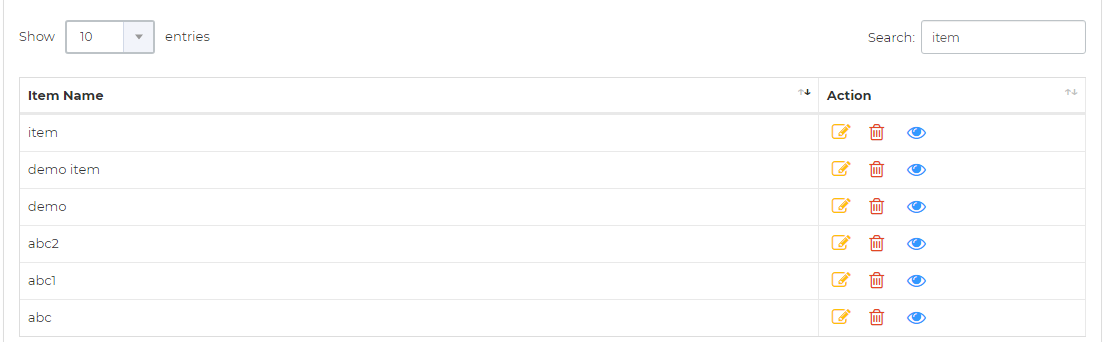 Show 10 entries Search: item
Item Name Action
item
demo item
demo
abc2
abc1
abc